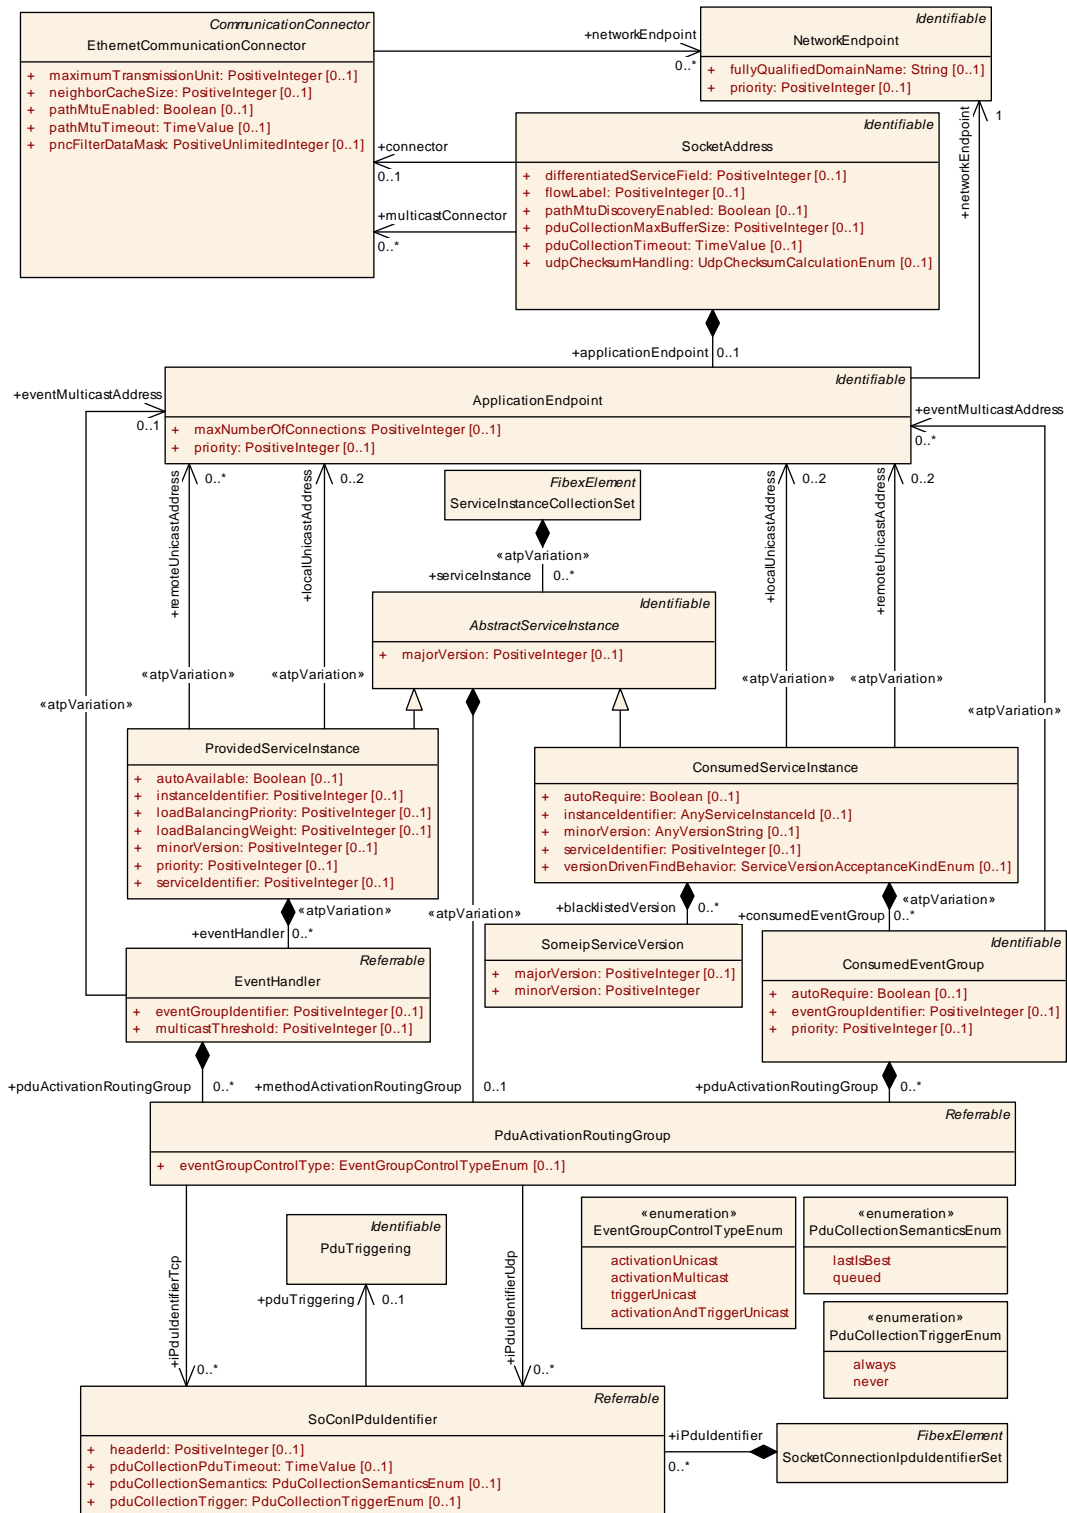 CommunicationConnector
EthernetCommunicationConnector
+ maximumTransmissionUnit: PositiveInteger [0..1]
+ neighborCacheSize: PositiveInteger [0..1]
+ pathMtuEnabled: Boolean [0..1]
+ pathMtuTimeout: TimeValue [0..1]
+ pncFilterDataMask: PositiveUnlimitedInteger [0..1]
+networkEndpoint
0..*
Identifiable
NetworkEndpoint
+ fullyQualifiedDomainName: String [0..1]
+ priority: PositiveInteger [0..1]
1
+networkEndpoint
Identifiable
SocketAddress
+ differentiatedServiceField: PositiveInteger [0..1]
+ flowLabel: PositiveInteger [0..1]
+ pathMtuDiscoveryEnabled: Boolean [0..1]
+ pduCollectionMaxBufferSize: PositiveInteger [0..1]
+ pduCollectionTimeout: TimeValue [0..1]
+ udpChecksumHandling: UdpChecksumCalculationEnum [0..1]
+connector
0..1
+multicastConnector
0..*
+applicationEndpoint 0..1
Identifiable
ApplicationEndpoint
+ maxNumberOfConnections: PositiveInteger [0..1]
+ priority: PositiveInteger [0..1]
+eventMulticastAddress
0..1
+eventMulticastAddress
0..*
+remoteUnicastAddress
0..*
+localUnicastAddress
0..2
+localUnicastAddress
0..2
+remoteUnicastAddress
0..2
FibexElement
ServiceInstanceCollectionSet
«atpVariation»
+serviceInstance 0..*
Identifiable
AbstractServiceInstance
+ majorVersion: PositiveInteger [0..1]
«atpVariation»
«atpVariation»
«atpVariation»
«atpVariation»
«atpVariation»
«atpVariation»
ProvidedServiceInstance
+ autoAvailable: Boolean [0..1]
+ instanceIdentifier: PositiveInteger [0..1]
+ loadBalancingPriority: PositiveInteger [0..1]
+ loadBalancingWeight: PositiveInteger [0..1]
+ minorVersion: PositiveInteger [0..1]
+ priority: PositiveInteger [0..1]
+ serviceIdentifier: PositiveInteger [0..1]
ConsumedServiceInstance
+ autoRequire: Boolean [0..1]
+ instanceIdentifier: AnyServiceInstanceId [0..1]
+ minorVersion: AnyVersionString [0..1]
+ serviceIdentifier: PositiveInteger [0..1]
+ versionDrivenFindBehavior: ServiceVersionAcceptanceKindEnum [0..1]
«atpVariation»
+eventHandler 0..*
«atpVariation»
+blacklistedVersion 0..*
«atpVariation»
+consumedEventGroup 0..*
Referrable
EventHandler
+ eventGroupIdentifier: PositiveInteger [0..1]
+ multicastThreshold: PositiveInteger [0..1]
SomeipServiceVersion
+ majorVersion: PositiveInteger [0..1]
+ minorVersion: PositiveInteger
Identifiable
ConsumedEventGroup
+ autoRequire: Boolean [0..1]
+ eventGroupIdentifier: PositiveInteger [0..1]
+ priority: PositiveInteger [0..1]
+pduActivationRoutingGroup 0..*
+methodActivationRoutingGroup 0..1
+pduActivationRoutingGroup 0..*
Referrable
PduActivationRoutingGroup
+ eventGroupControlType: EventGroupControlTypeEnum [0..1]
+iPduIdentifierTcp
0..*
+iPduIdentifierUdp
0..*
Identifiable
PduTriggering
+pduTriggering 0..1
«enumeration»
EventGroupControlTypeEnum
activationUnicast
activationMulticast
triggerUnicast
activationAndTriggerUnicast
«enumeration»
PduCollectionSemanticsEnum
lastIsBest
queued
«enumeration»
PduCollectionTriggerEnum
always
never
Referrable
SoConIPduIdentifier
+ headerId: PositiveInteger [0..1]
+ pduCollectionPduTimeout: TimeValue [0..1]
+ pduCollectionSemantics: PduCollectionSemanticsEnum [0..1]
+ pduCollectionTrigger: PduCollectionTriggerEnum [0..1]
+iPduIdentifier
0..*
FibexElement
SocketConnectionIpduIdentifierSet